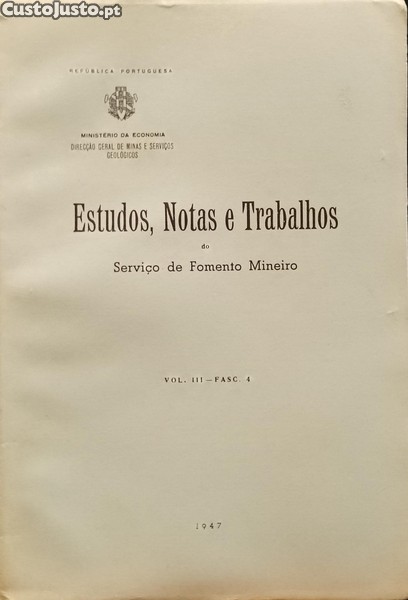 CustoJusto.pt
REPÚBLICA PORTUGUESA
MINISTÉRIO DA ECONOMIA
DIRECÇÃO GERAL DE MINAS E SERVIÇOS
GEOLÓGICOS
Estudos, Notas e Trabalhos
do
Serviço de Fomento Mineiro
VOL. III — FASC. 4
1947